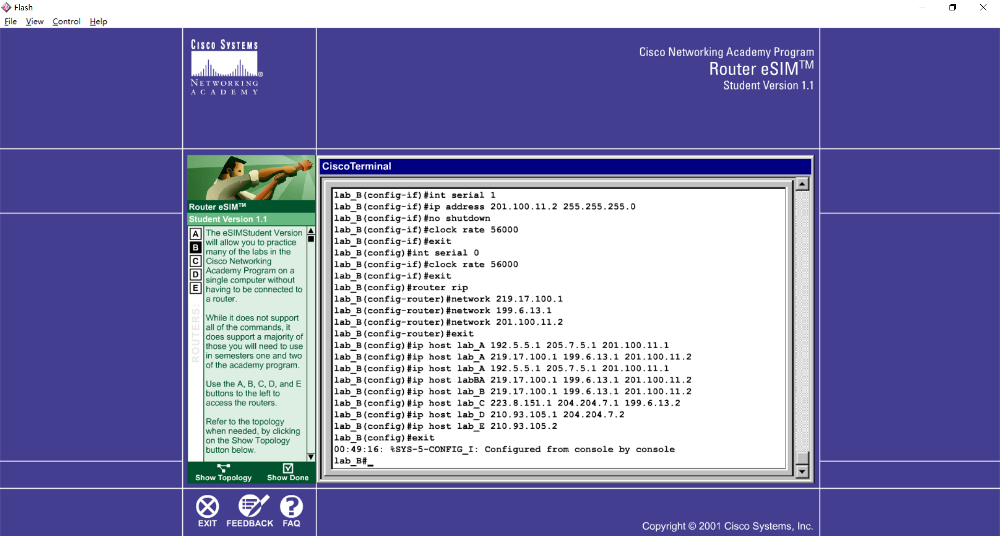 Flash
File View Control Help
CISCO SYSTEMS
®
NETWORKING
ACADEMY
Cisco Networking Academy Program
Router eSIM™
Student Version 1.1
Router eSIM™
Student Version 1.1
A
B
C
D
E
ROUTERS:
The eSIMStudent Version
will allow you to practice
many of the labs in the
Cisco Networking
Academy Program on a
single computer without
having to be connected to
a router.
While it does not support
all of the commands, it
does support a majority of
those you will need to use
in semesters one and two
of the academy program.
Use the A, B, C, D, and E
buttons to the left to
access the routers.
Refer to the topology
when needed, by clicking
on the Show Topology
button below.
Show Topology Show Done
CiscoTerminal
lab_B(config-if)#int serial 1
lab_B(config-if)#ip address 201.100.11.2 255.255.255.0
lab_B(config-if)#no shutdown
lab_B(config-if)#clock rate 56000
lab_B(config-if)#exit
lab_B(config)#int serial 0
lab_B(config-if)#clock rate 56000
lab_B(config-if)#exit
lab_B(config)#router rip
lab_B(config-router)#network 219.17.100.1
lab_B(config-router)#network 199.6.13.1
lab_B(config-router)#network 201.100.11.2
lab_B(config-router)#exit
lab_B(config)#ip host lab_A 192.5.5.1 205.7.5.1 201.100.11.1
lab_B(config)#ip host lab_A 219.17.100.1 199.6.13.1 201.100.11.2
lab_B(config)#ip host lab_A 192.5.5.1 205.7.5.1 201.100.11.1
lab_B(config)#ip host labBA 219.17.100.1 199.6.13.1 201.100.11.2
lab_B(config)#ip host lab_B 219.17.100.1 199.6.13.1 201.100.11.2
lab_B(config)#ip host lab_C 223.8.151.1 204.204.7.1 199.6.13.2
lab_B(config)#ip host lab_D 210.93.105.1 204.204.7.2
lab_B(config)#ip host lab_E 210.93.105.2
lab_B(config)#exit
00:49:16: %SYS-5-CONFIG_I: Configured from console by console
lab_B#_
EXIT FEEDBACK FAQ
Copyright © 2001 Cisco Systems, Inc.